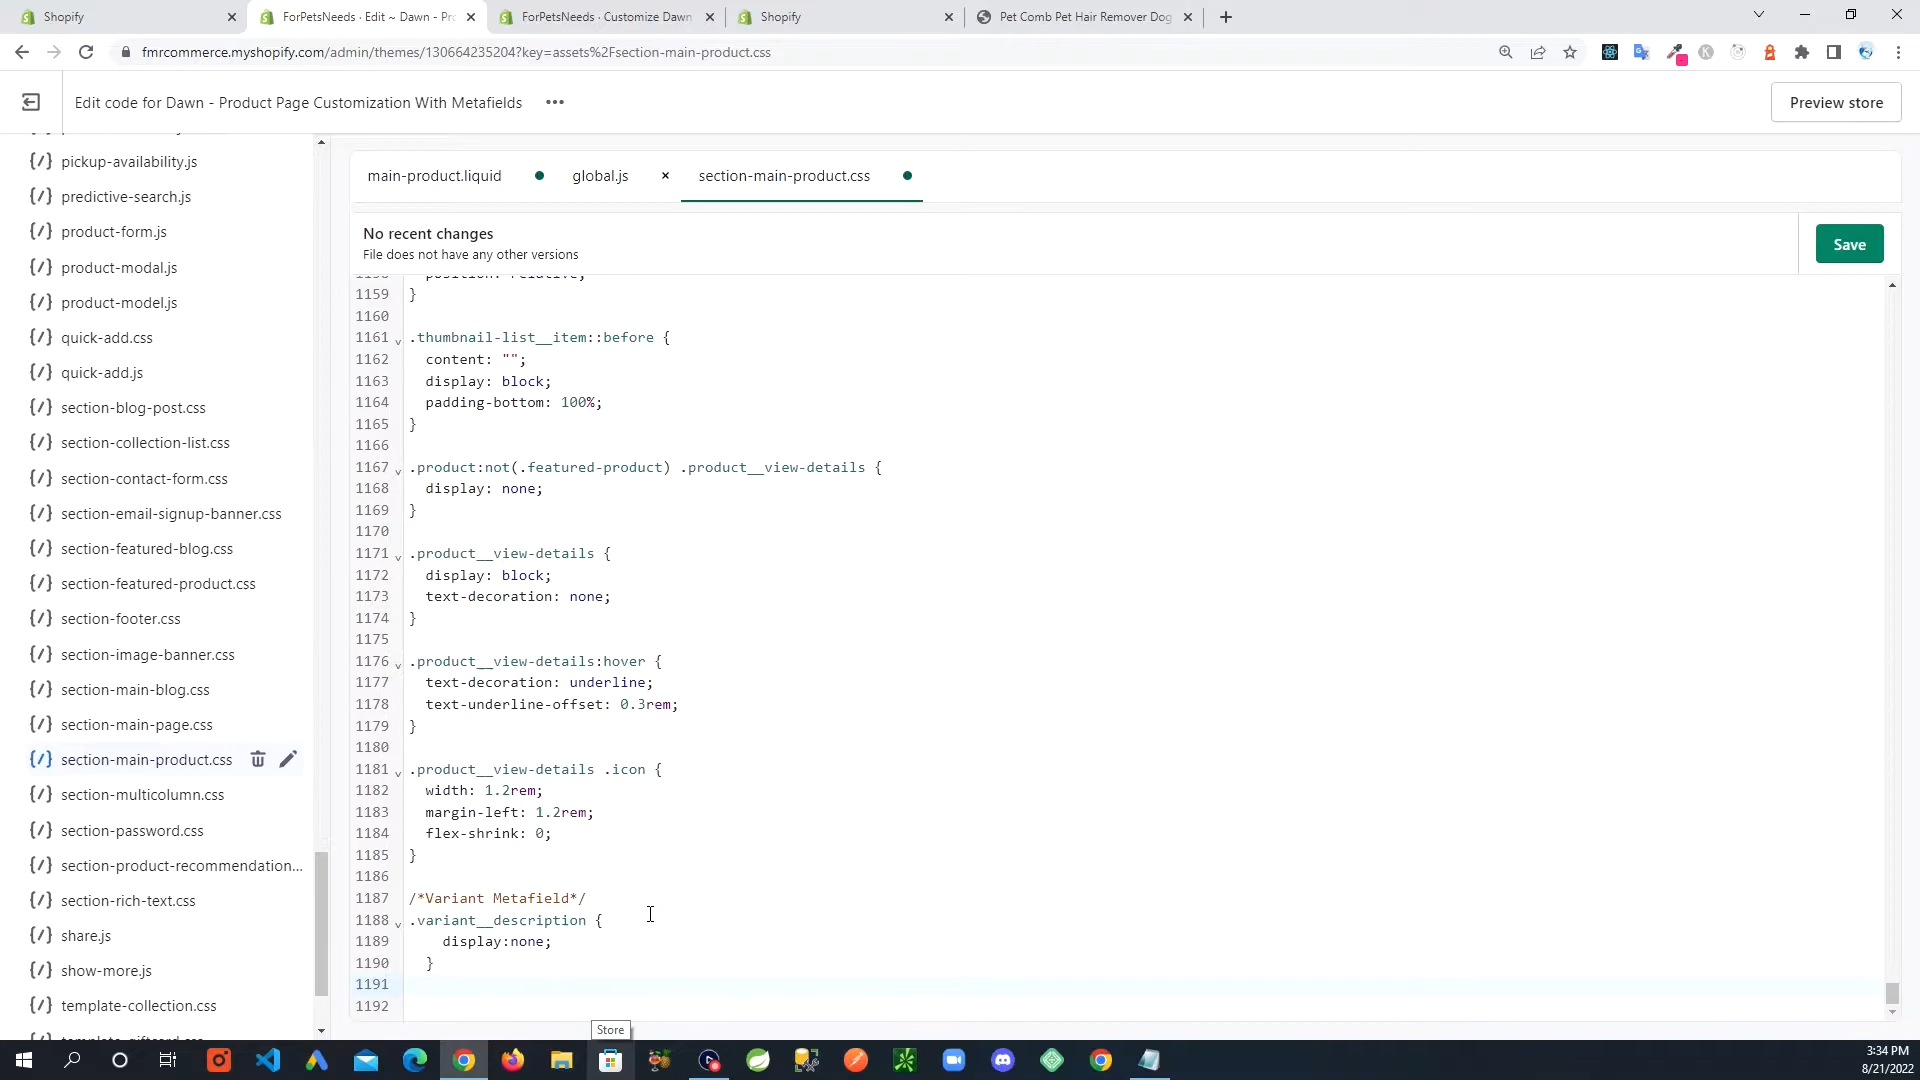 Shopify
ForPetsNeeds · Edit ~ Dawn - Pro
ForPetsNeeds · Customize Dawn
Shopify
Pet Comb Pet Hair Remover Dog
fmrcommerce.myshopify.com/admin/themes/130664235204?key=assets%2Fsection-main-product.css
Edit code for Dawn - Product Page Customization With Metafields
Preview store
pickup-availability.js
predictive-search.js
product-form.js
product-modal.js
product-model.js
quick-add.css
quick-add.js
section-blog-post.css
section-collection-list.css
section-contact-form.css
section-email-signup-banner.css
section-featured-blog.css
section-featured-product.css
section-footer.css
section-image-banner.css
section-main-blog.css
section-main-page.css
section-main-product.css
section-multicolumn.css
section-password.css
section-product-recommendation...
section-rich-text.css
share.js
show-more.js
template-collection.css
main-product.liquid
global.js
section-main-product.css
No recent changes
File does not have any other versions
Save
1158 position: relative;
1159 }
1160
1161 .thumbnail-list__item::before {
1162 content: "";
1163 display: block;
1164 padding-bottom: 100%;
1165 }
1166
1167 .product:not(.featured-product) .product__view-details {
1168 display: none;
1169 }
1170
1171 .product__view-details {
1172 display: block;
1173 text-decoration: none;
1174 }
1175
1176 .product__view-details:hover {
1177 text-decoration: underline;
1178 text-underline-offset: 0.3rem;
1179 }
1180
1181 .product__view-details .icon {
1182 width: 1.2rem;
1183 margin-left: 1.2rem;
1184 flex-shrink: 0;
1185 }
1186
1187 /*Variant Metafield*/
1188 .variant__description {
1189 display:none;
1190 }
1191
1192
Store
3:34 PM
8/21/2022